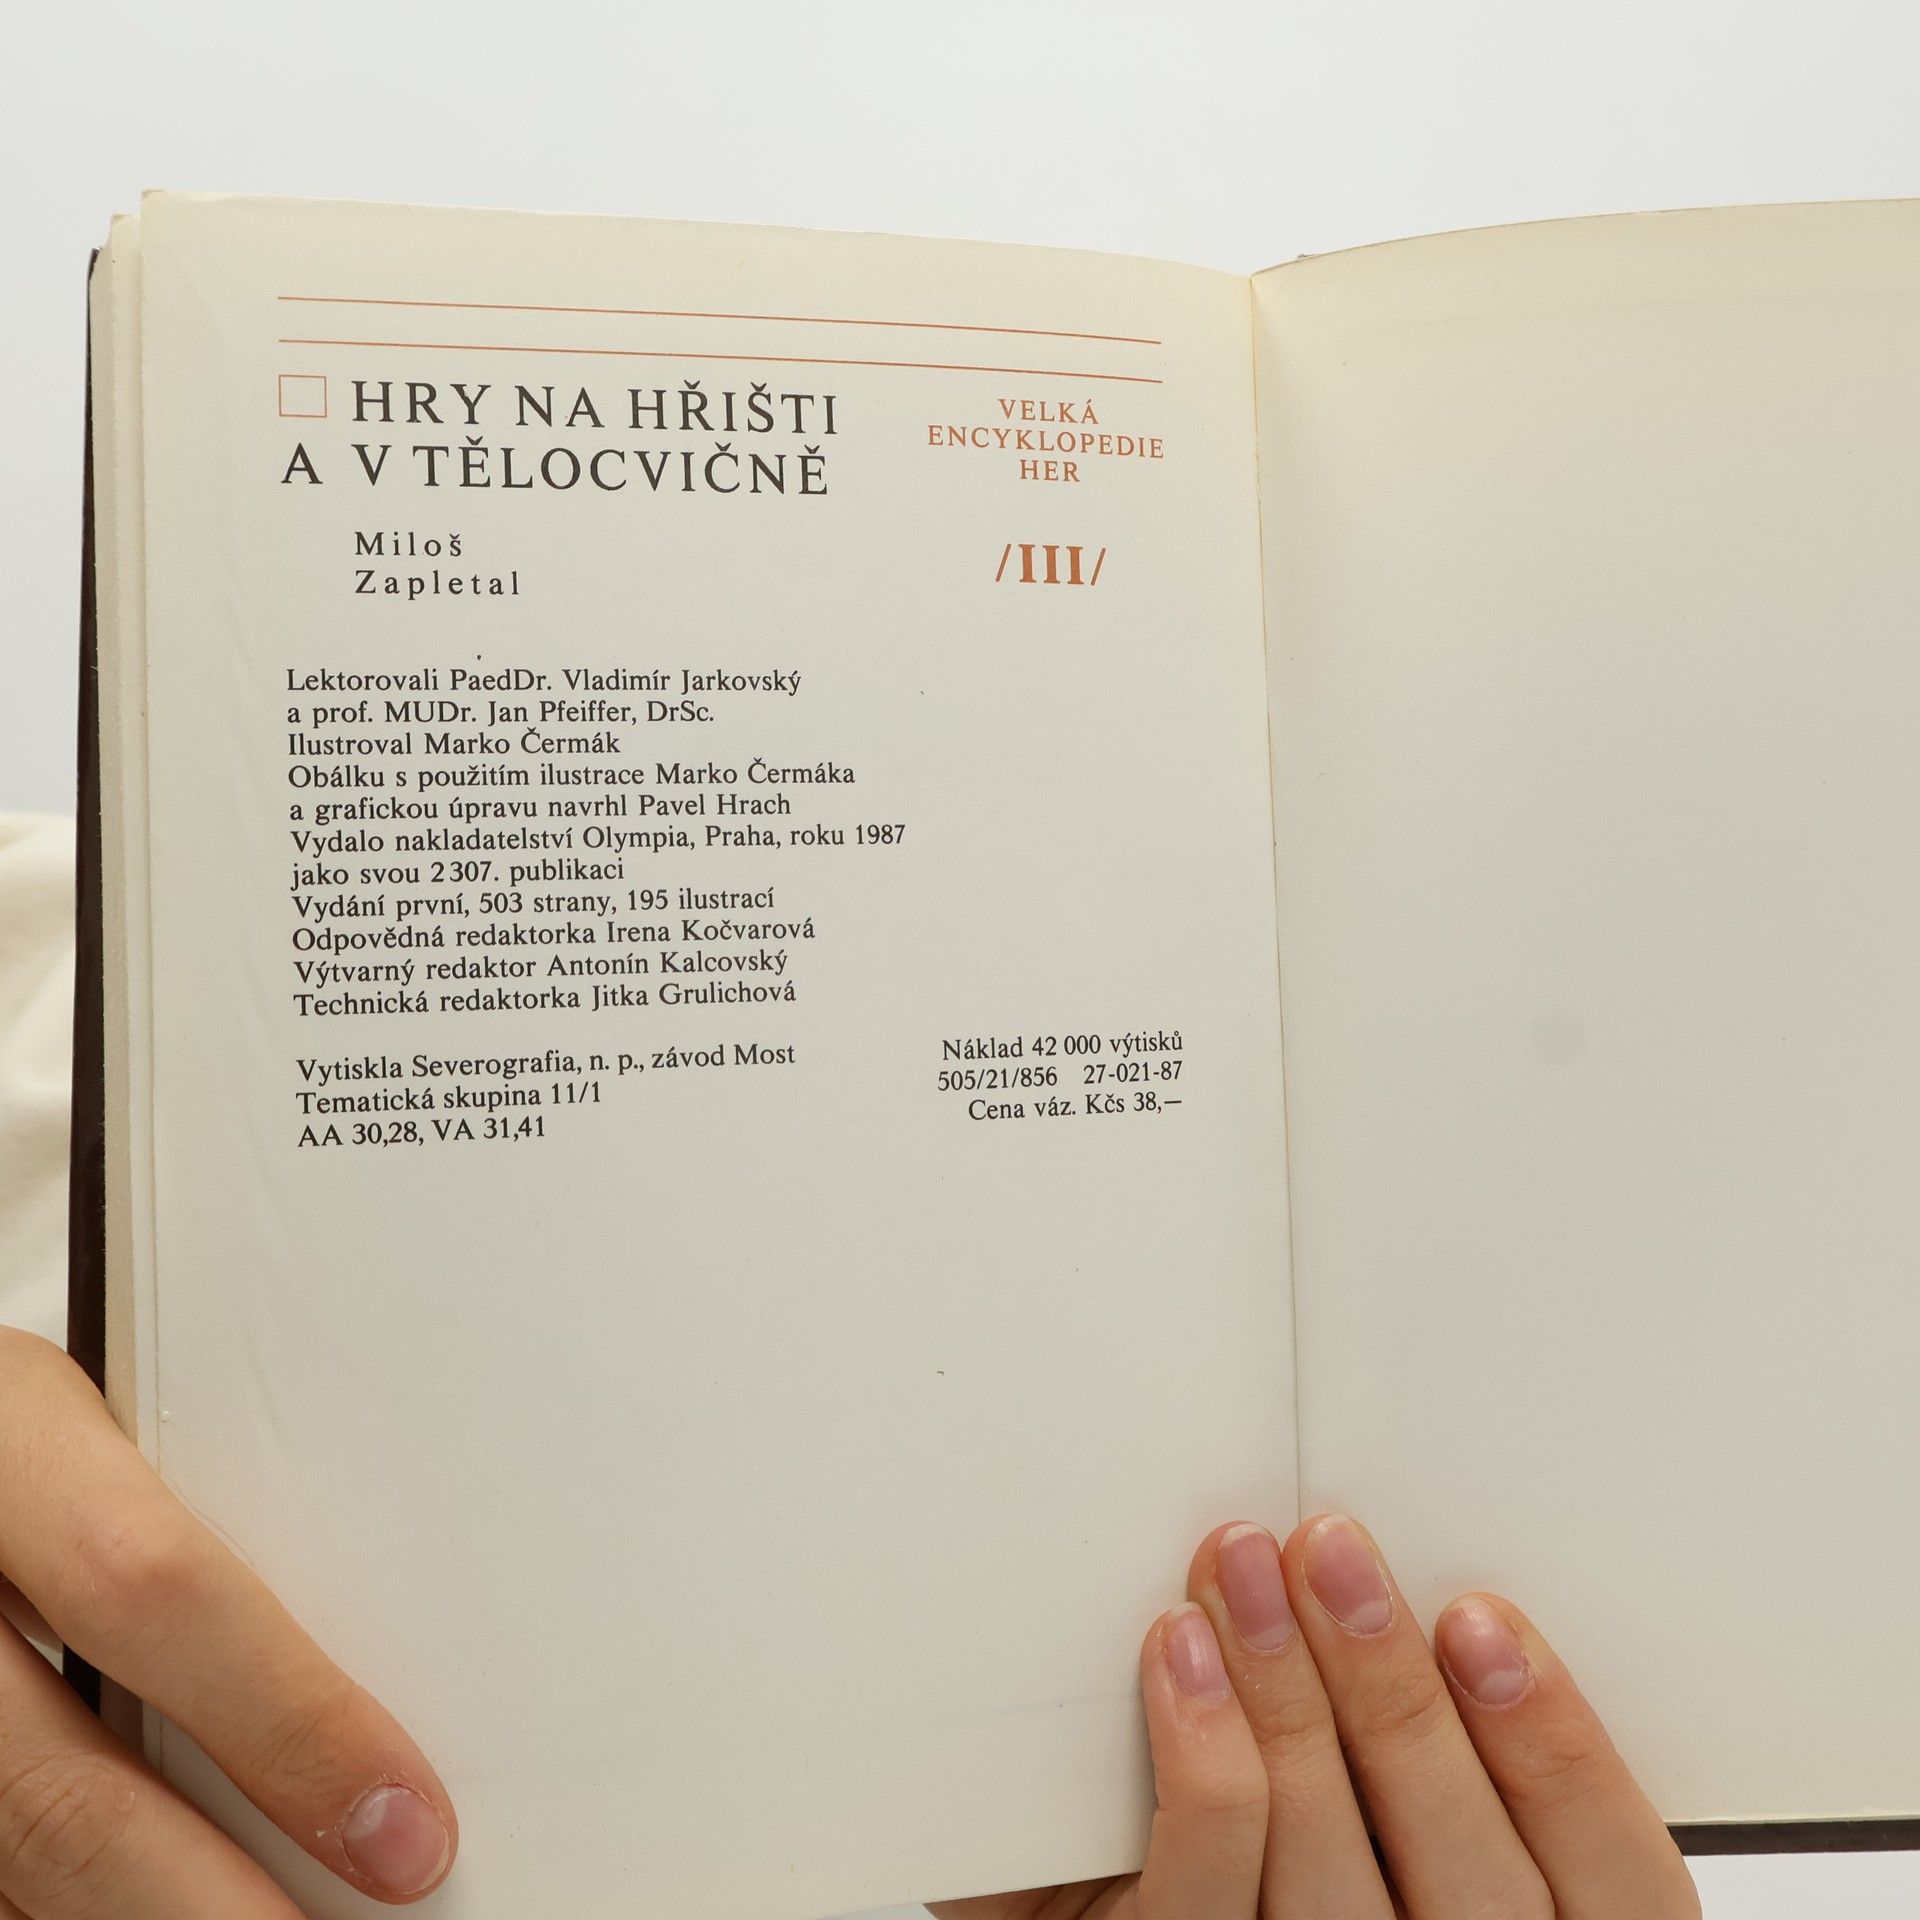 HRY NA HŘIŠTI
A V TĚLOCVIČNĚ
Miloš
Zapletal
VELKÁ
ENCYKLOPEDIE
HER
/III/
Lektorovali PaedDr. Vladimír Jarkovský
a prof. MUDr. Jan Pfeiffer, DrSc.
Ilustroval Marko Čermák
Obálku s použitím ilustrace Marko Čermáka
a grafickou úpravu navrhl Pavel Hrach
Vydalo nakladatelství Olympia, Praha, roku 1987
jako svou 2 307. publikaci
Vydání první, 503 strany, 195 ilustrací
Odpovědná redaktorka Irena Kočvarová
Výtvarný redaktor Antonín Kalcovský
Technická redaktorka Jitka Grulichová
Vytiskla Severografia, n. p., závod Most
Tematická skupina 11/1
AA 30,28, VA 31,41
Náklad 42 000 výtisků
505/21/856 27-021-87
Cena váz. Kčs 38,—